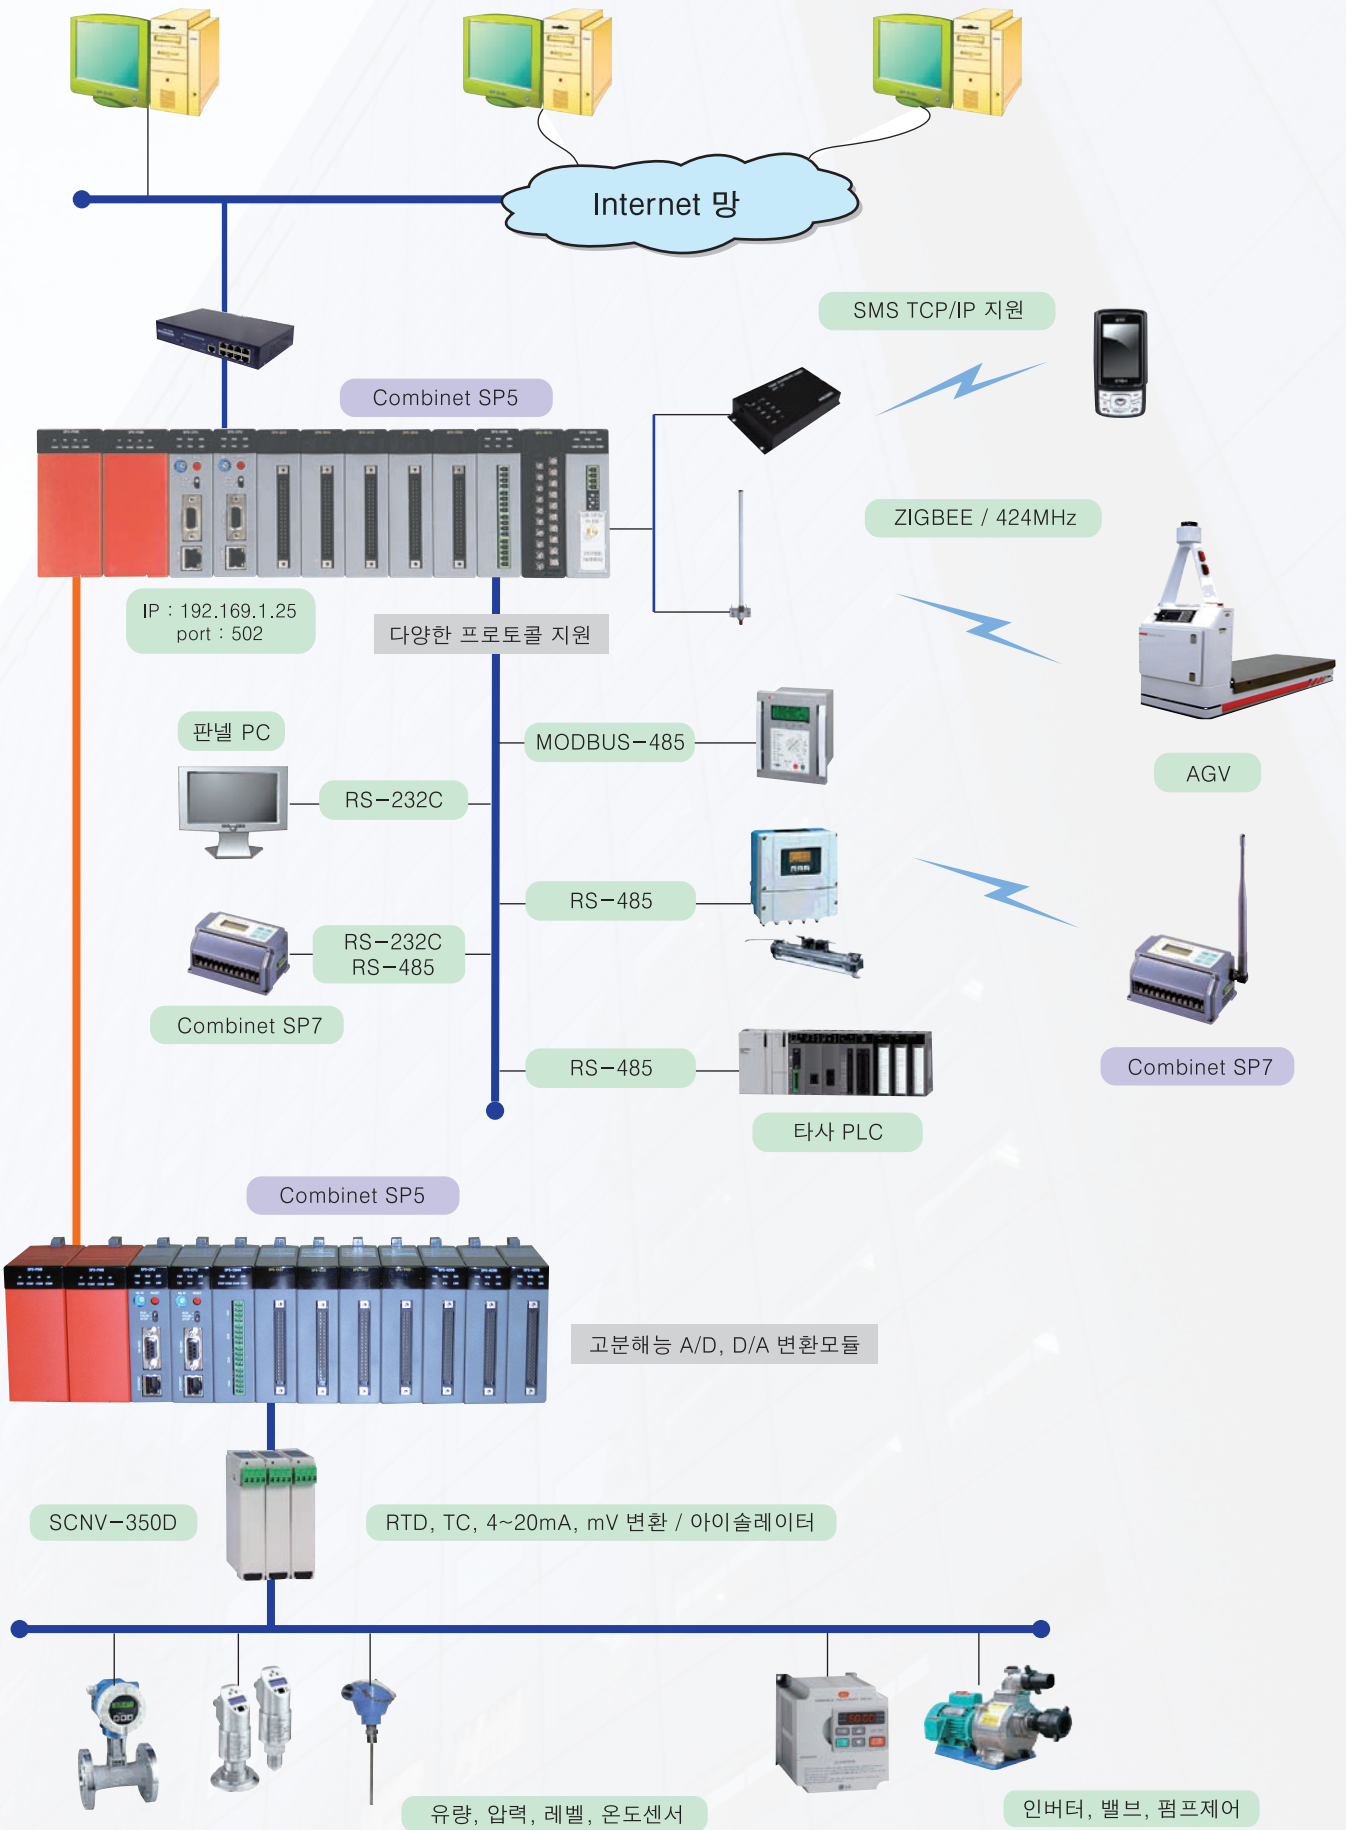 Internet 망
SMS TCP/IP 지원
Combinet SP5
ZIGBEE / 424MHz
IP : 192.169.1.25
port : 502
다양한 프로토콜 지원
판넬 PC
MODBUS-485
AGV
RS-232C
RS-485
RS-232C
RS-485
Combinet SP7
RS-485
Combinet SP7
타사 PLC
Combinet SP5
고분해능 A/D, D/A 변환모듈
SCNV-350D
RTD, TC, 4~20mA, mV 변환 / 아이솔레이터
유량, 압력, 레벨, 온도센서
인버터, 밸브, 펌프제어